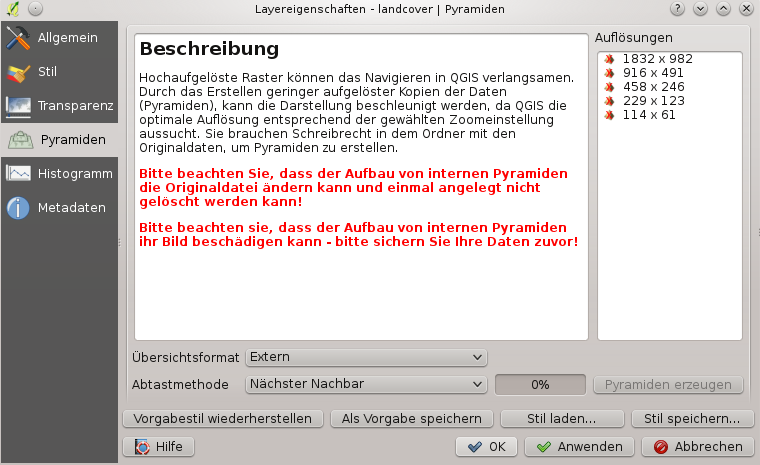 Layereigenschaften - landcover | Pyramiden
Allgemein
Stil
Transparenz
Pyramiden
Histogramm
Metadaten
Beschreibung
Hochaufgelöste Raster können das Navigieren in QGIS verlangsamen.
Durch das Erstellen geringer aufgelöster Kopien der Daten
(Pyramiden), kann die Darstellung beschleunigt werden, da QGIS die
optimale Auflösung entsprechend der gewählten Zoomeinstellung
aussucht. Sie brauchen Schreibrecht in dem Ordner mit den
Originaldaten, um Pyramiden zu erstellen.
Bitte beachten Sie, dass der Aufbau von internen Pyramiden
die Originaldatei ändern kann und einmal angelegt nicht
gelöscht werden kann!
Bitte beachten sie, dass der Aufbau von internen Pyramiden
ihr Bild beschädigen kann - bitte sichern Sie Ihre Daten zuvor!
Auflösungen
1832 x 982
916 x 491
458 x 246
229 x 123
114 x 61
Übersichtsformat Extern
Abtastmethode Nächster Nachbar 0% Pyramiden erzeugen
Vorgabestil wiederherstellen Als Vorgabe speichern Stil laden... Stil speichern...
Hilfe OK Anwenden Abbrechen